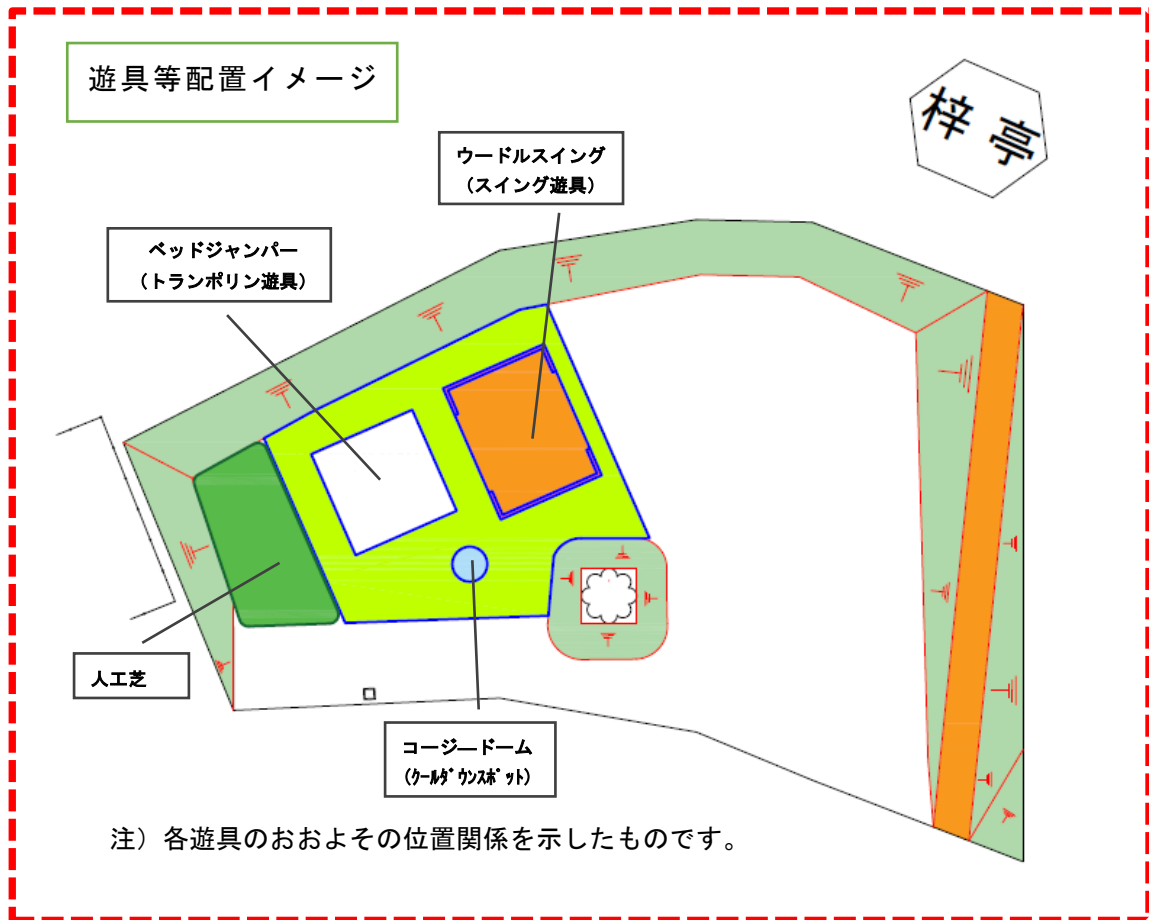 遊具等配置イメージ
梓亭
ウードルスイング
（スイング遊具）
ベッドジャンパー
（トランポリン遊具）
人工芝
コージ―ドーム
（ｸｰﾙﾀﾞｳﾝｽﾎﾟｯﾄ）
注）各遊具のおおよその位置関係を示したものです。